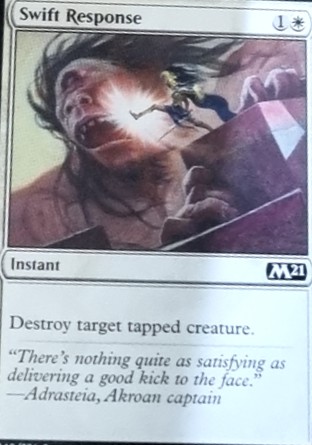 Swift Response 1
Instant M21
Destroy target tapped creature.
"There's nothing quite as satisfying as
delivering a good kick to the face."
—Adrasteia, Akroan captain